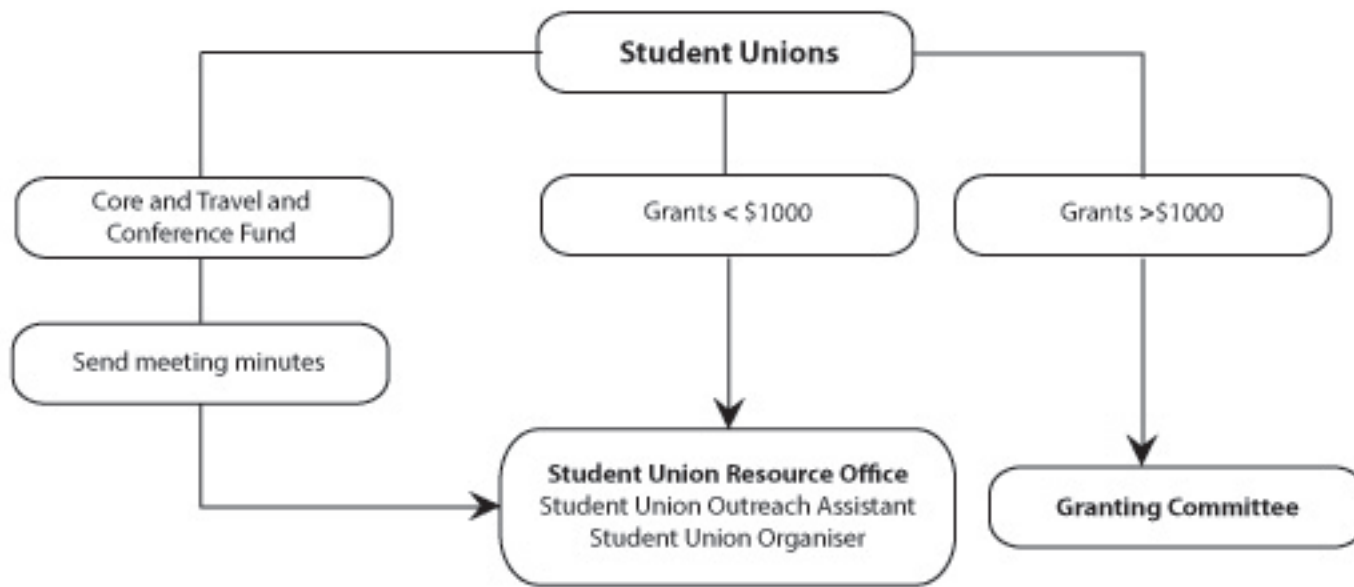 Student Unions
Core and Travel and
Conference Fund
Grants < $1000
Grants >$1000
Send meeting minutes
Student Union Resource Office
Student Union Outreach Assistant
Student Union Organiser
Granting Committee